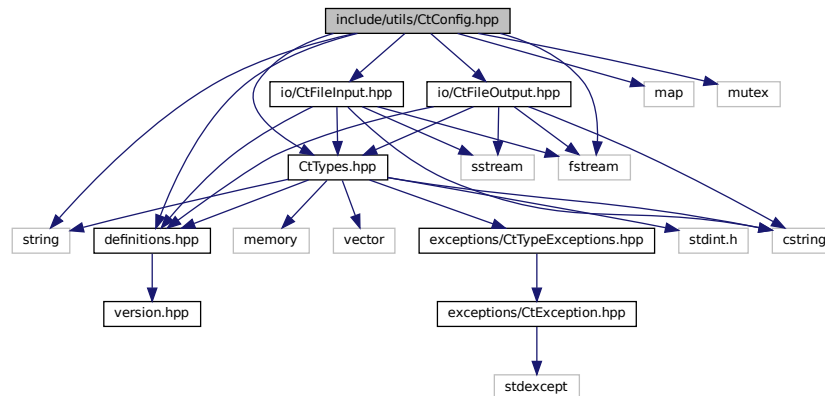 include/utils/CtConfig.hpp
io/CtFileInput.hpp
io/CtFileOutput.hpp
map
mutex
CtTypes.hpp
sstream
fstream
string
definitions.hpp
memory
vector
exceptions/CtTypeExceptions.hpp
stdint.h
cstring
version.hpp
exceptions/CtException.hpp
stdexcept